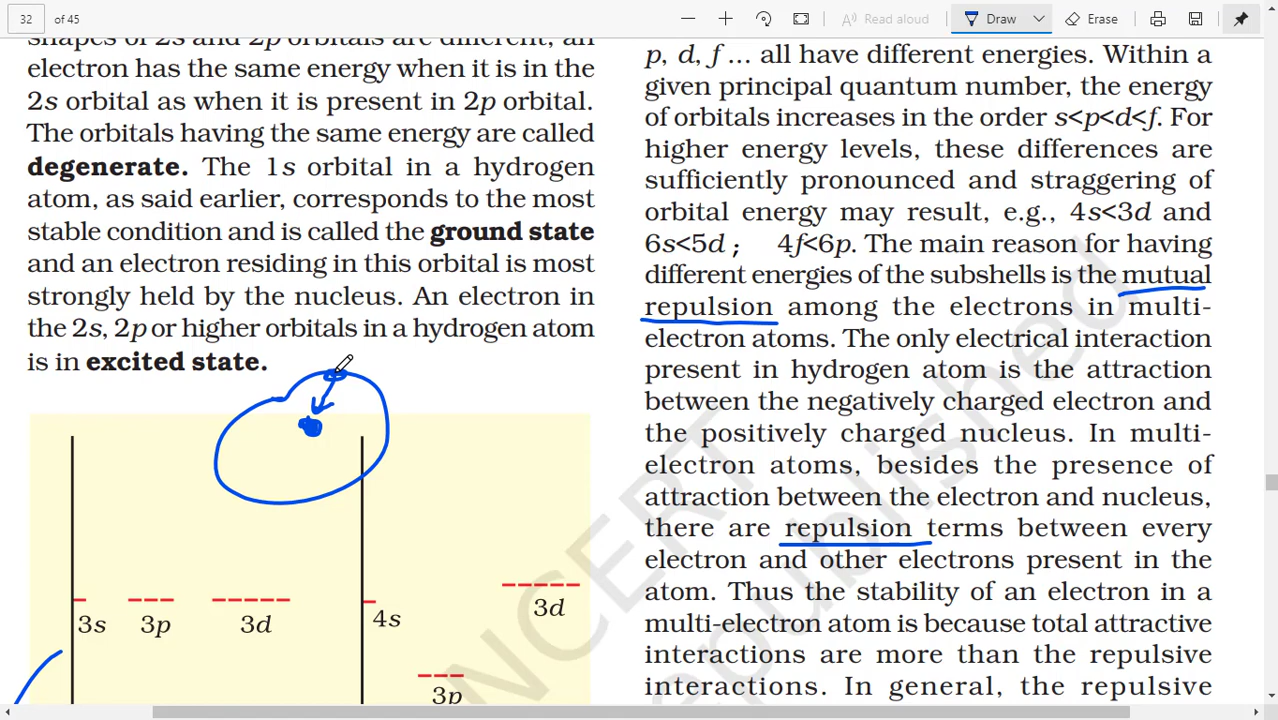 32 of 45 Read aloud Draw Erase
shapes of 2s and 2p orbitals are different, an
electron has the same energy when it is in the
2s orbital as when it is present in 2p orbital.
The orbitals having the same energy are called
degenerate. The 1s orbital in a hydrogen
atom, as said earlier, corresponds to the most
stable condition and is called the ground state
and an electron residing in this orbital is most
strongly held by the nucleus. An electron in
the 2s, 2p or higher orbitals in a hydrogen atom
is in excited state.
3s 3p 3d 4s 3d
3p
p, d, f ... all have different energies. Within a
given principal quantum number, the energy
of orbitals increases in the order s<p<d<f. For
higher energy levels, these differences are
sufficiently pronounced and straggering of
orbital energy may result, e.g., 4s<3d and
6s<5d ; 4f<6p. The main reason for having
different energies of the subshells is the mutual
repulsion among the electrons in multi-
electron atoms. The only electrical interaction
present in hydrogen atom is the attraction
between the negatively charged electron and
the positively charged nucleus. In multi-
electron atoms, besides the presence of
attraction between the electron and nucleus,
there are repulsion terms between every
electron and other electrons present in the
atom. Thus the stability of an electron in a
multi-electron atom is because total attractive
interactions are more than the repulsive
interactions. In general, the repulsive
NCERT